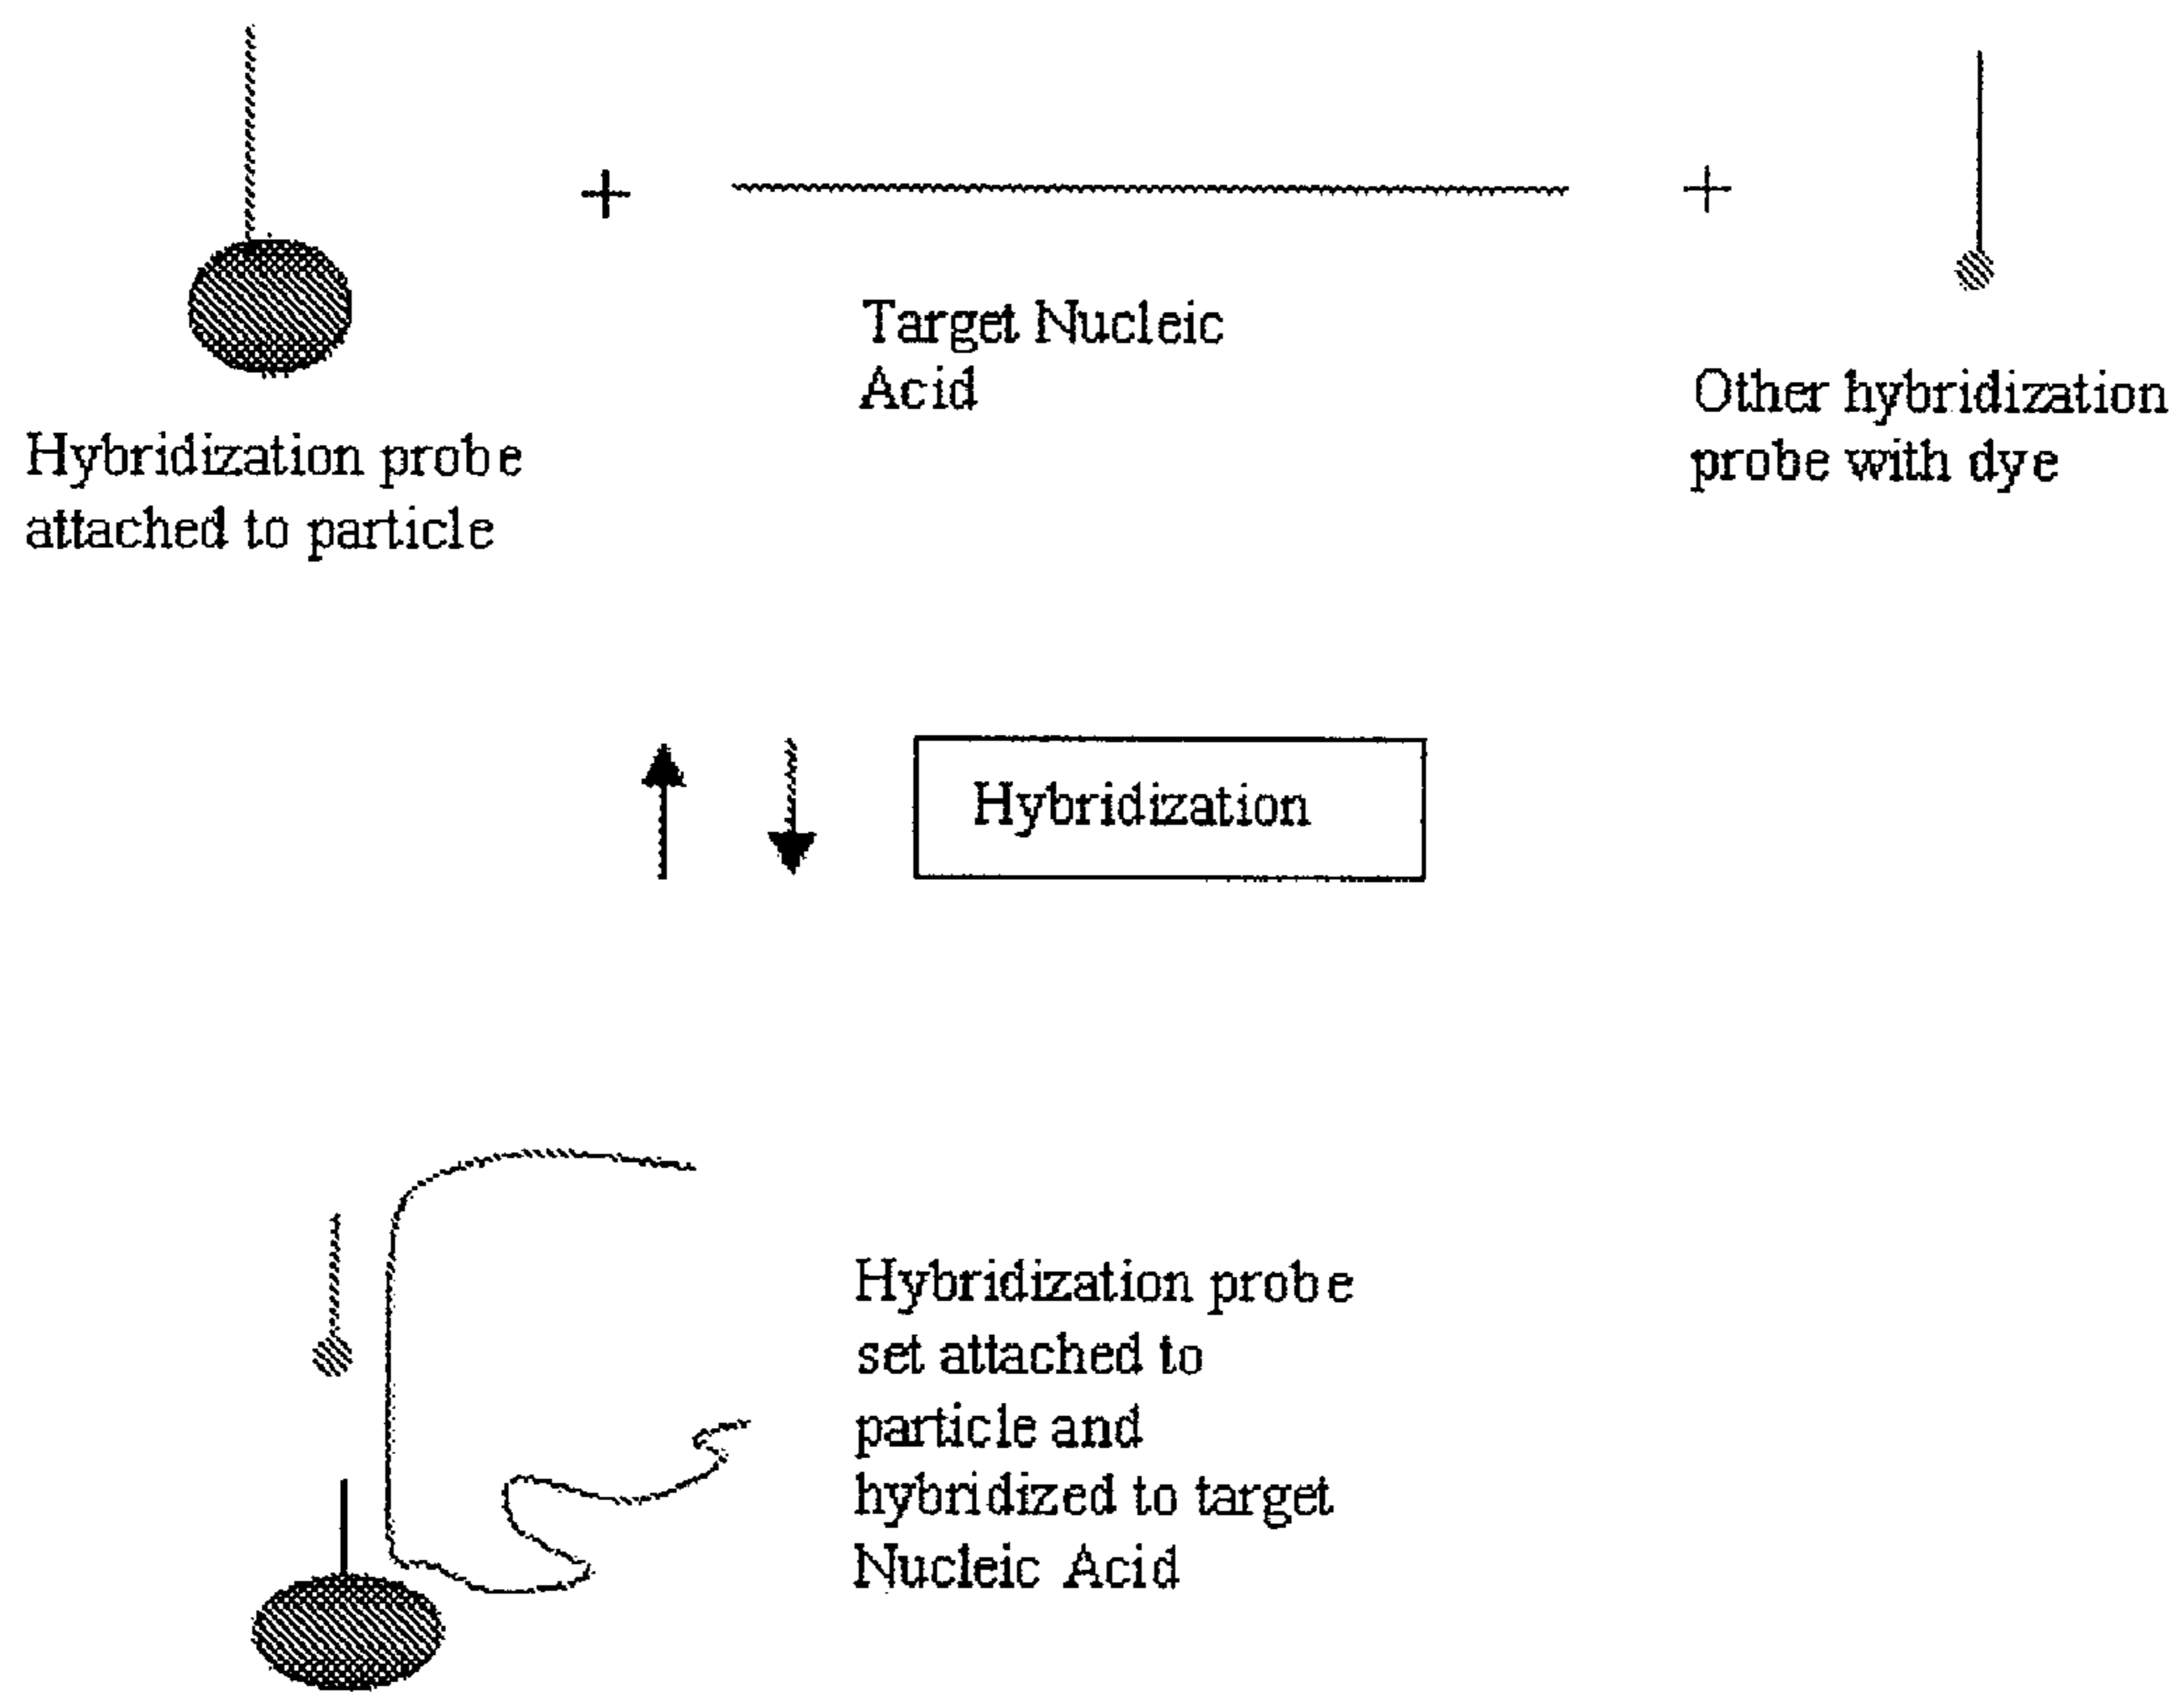 +
+
Target Nucleic
Acid
Other hybridization
probe with dye
Hybridization probe
attached to particle
Hybridization
Hybridization probe
set attached to
particle and
hybridized to target
Nucleic Acid